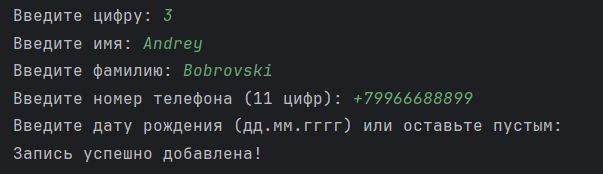 Введите цифру: 3
Введите имя: Andrey
Введите фамилию: Bobrovski
Введите номер телефона (11 цифр): +79966688899
Введите дату рождения (дд.мм.гггг) или оставьте пустым:
Запись успешно добавлена!